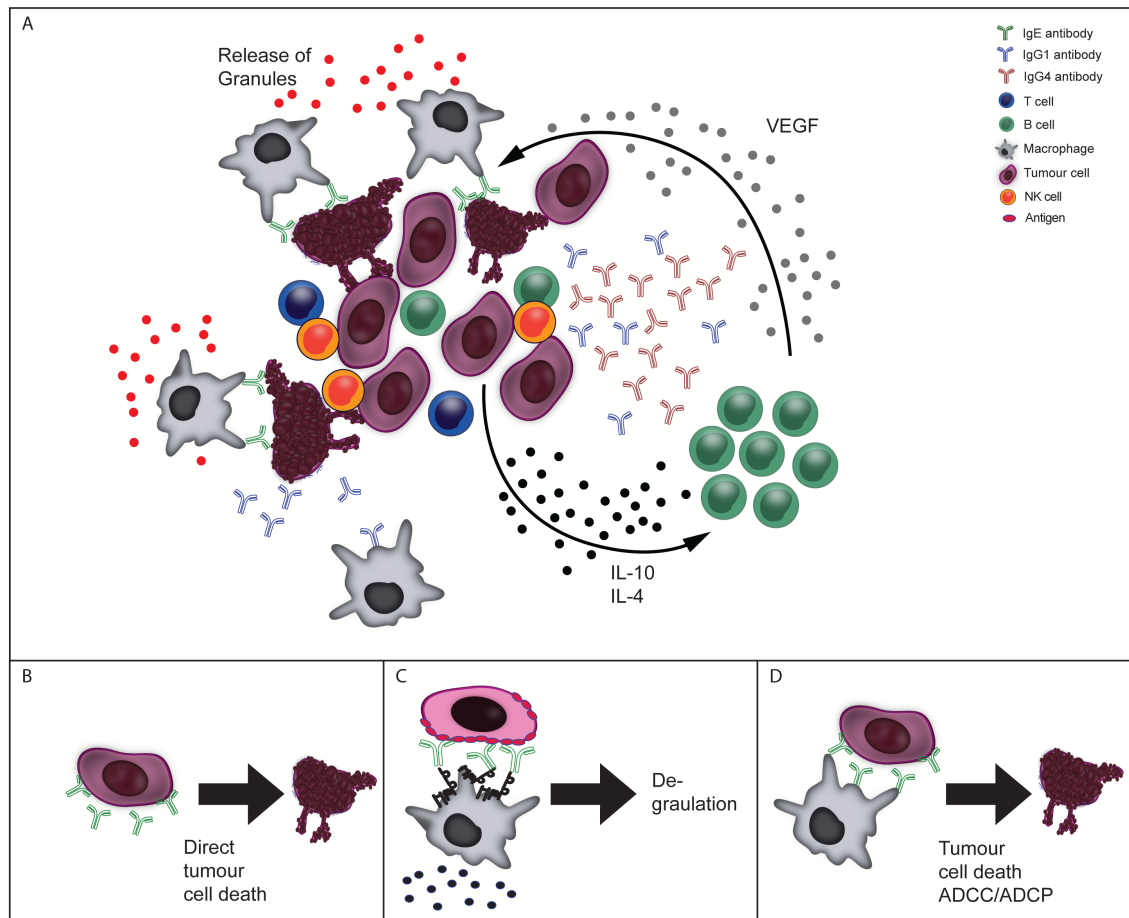 A
Release of
Granules
VEGF
IgE antibody
IgG1 antibody
IgG4 antibody
T cell
B cell
Macrophage
Tumour cell
NK cell
Antigen
IL-10
IL-4
B
Direct
tumour
cell death
C
De-
graulation
D
Tumour
cell death
ADCC/ADCP